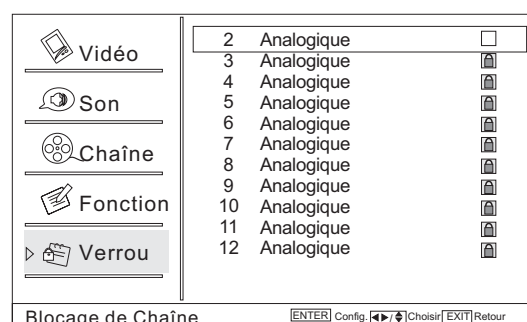 Vidéo
Son
Chaîne
Fonction
Verrou
2 Analogique
3 Analogique
4 Analogique
5 Analogique
6 Analogique
7 Analogique
8 Analogique
9 Analogique
10 Analogique
11 Analogique
12 Analogique
Blocage de Chaîne
ENTER Config. ◀▶/◆ Choisir EXIT Retour